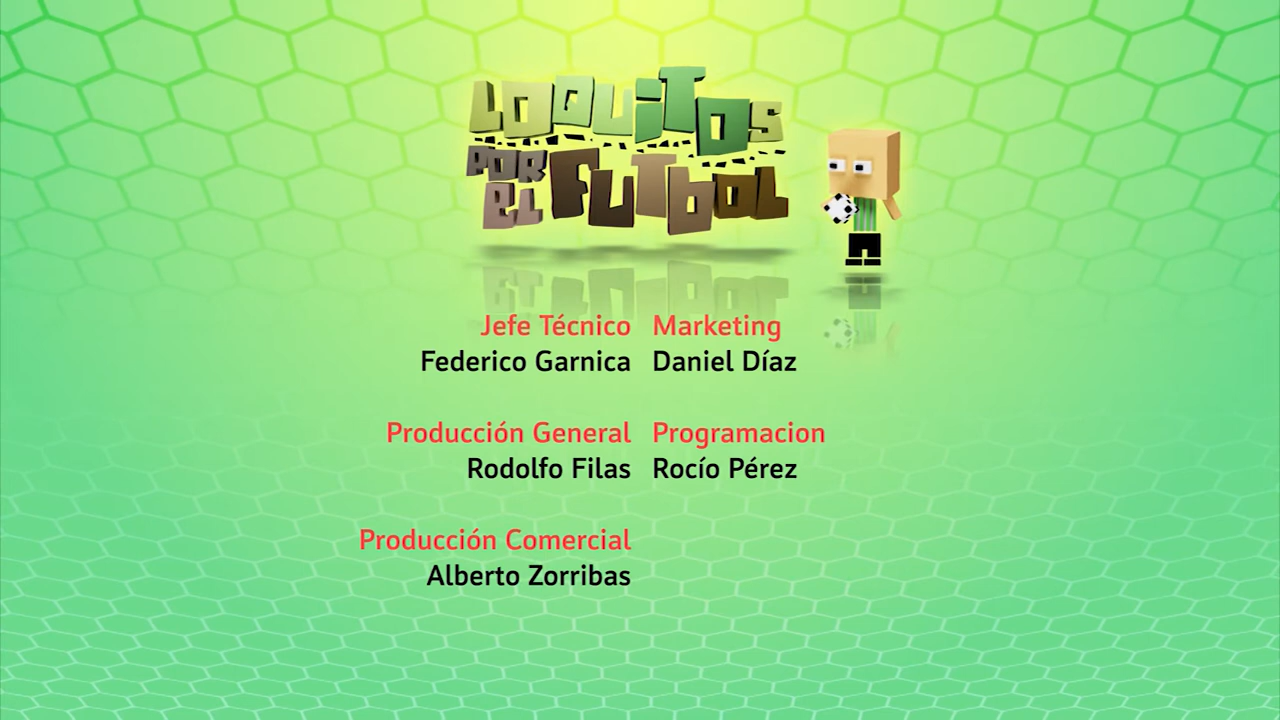 LOQUITOS
POR EL FUTBOL
Jefe Técnico
Federico Garnica
Marketing
Daniel Díaz
Producción General
Rodolfo Filas
Programacion
Rocío Pérez
Producción Comercial
Alberto Zorribas